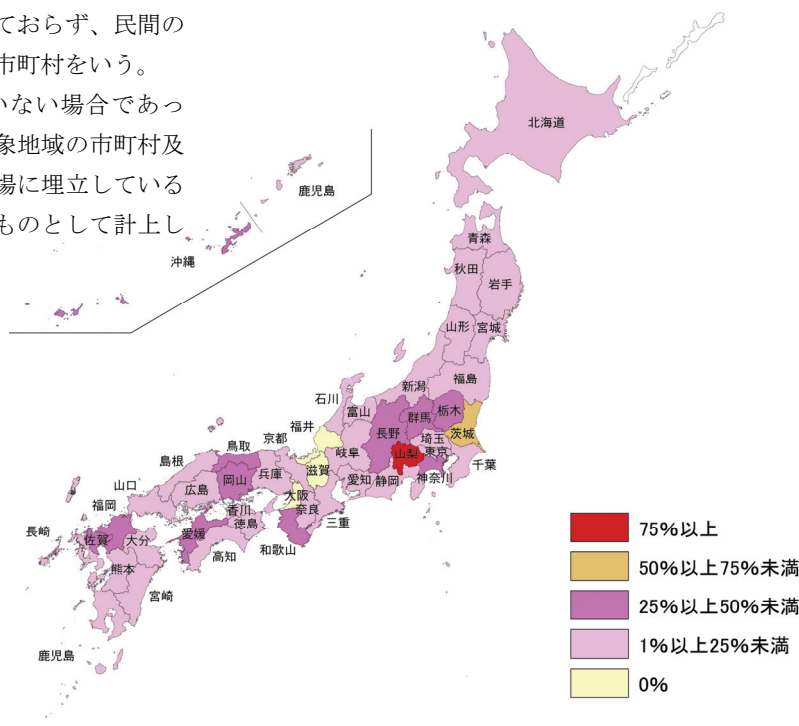 ておらず、民間の
市町村をいう。
いない場合であっ
象地域の市町村及
場に埋立している
ものとして計上し
鹿児島
沖縄
北海道
青森
秋田
岩手
山形
宮城
福島
新潟
石川
富山
福井
群馬
栃木
長野
茨城
埼玉
岐阜
山梨
東京
千葉
神奈川
静岡
愛知
滋賀
京都
鳥取
島根
兵庫
岡山
広島
山口
大阪
奈良
三重
和歌山
香川
徳島
愛媛
高知
福岡
長崎
佐賀
大分
熊本
宮崎
鹿児島
75%以上
50%以上75%未満
25%以上50%未満
1%以上25%未満
0%